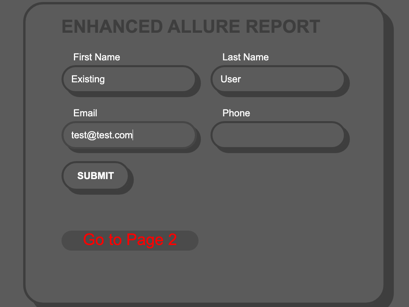 ENHANCED ALLURE REPORT
First Name
Last Name
Existing
User
Email
Phone
test@test.com
SUBMIT
Go to Page 2